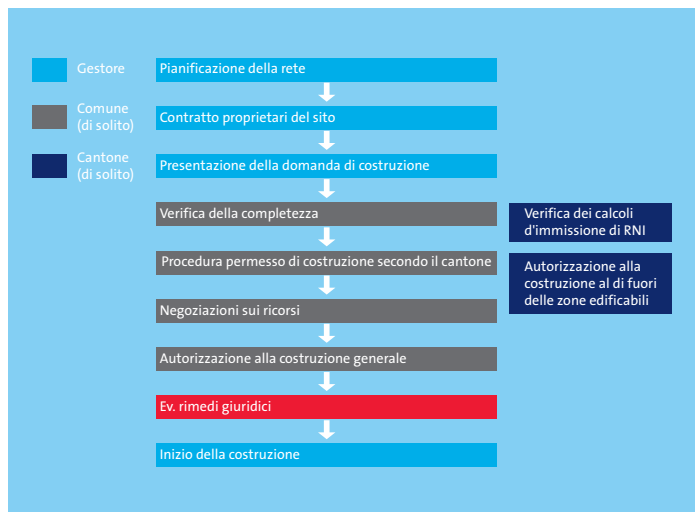 Gestore
Comune
(di solito)
Cantone
(di solito)
Pianificazione della rete
Contratto proprietari del sito
Presentazione della domanda di costruzione
Verifica della completezza
Verifica dei calcoli
d'immissione di RNI
Procedura permesso di costruzione secondo il cantone
Autorizzazione alla
costruzione al di fuori
delle zone edificabili
Negoziazioni sui ricorsi
Autorizzazione alla costruzione generale
Ev. rimedi giuridici
Inizio della costruzione